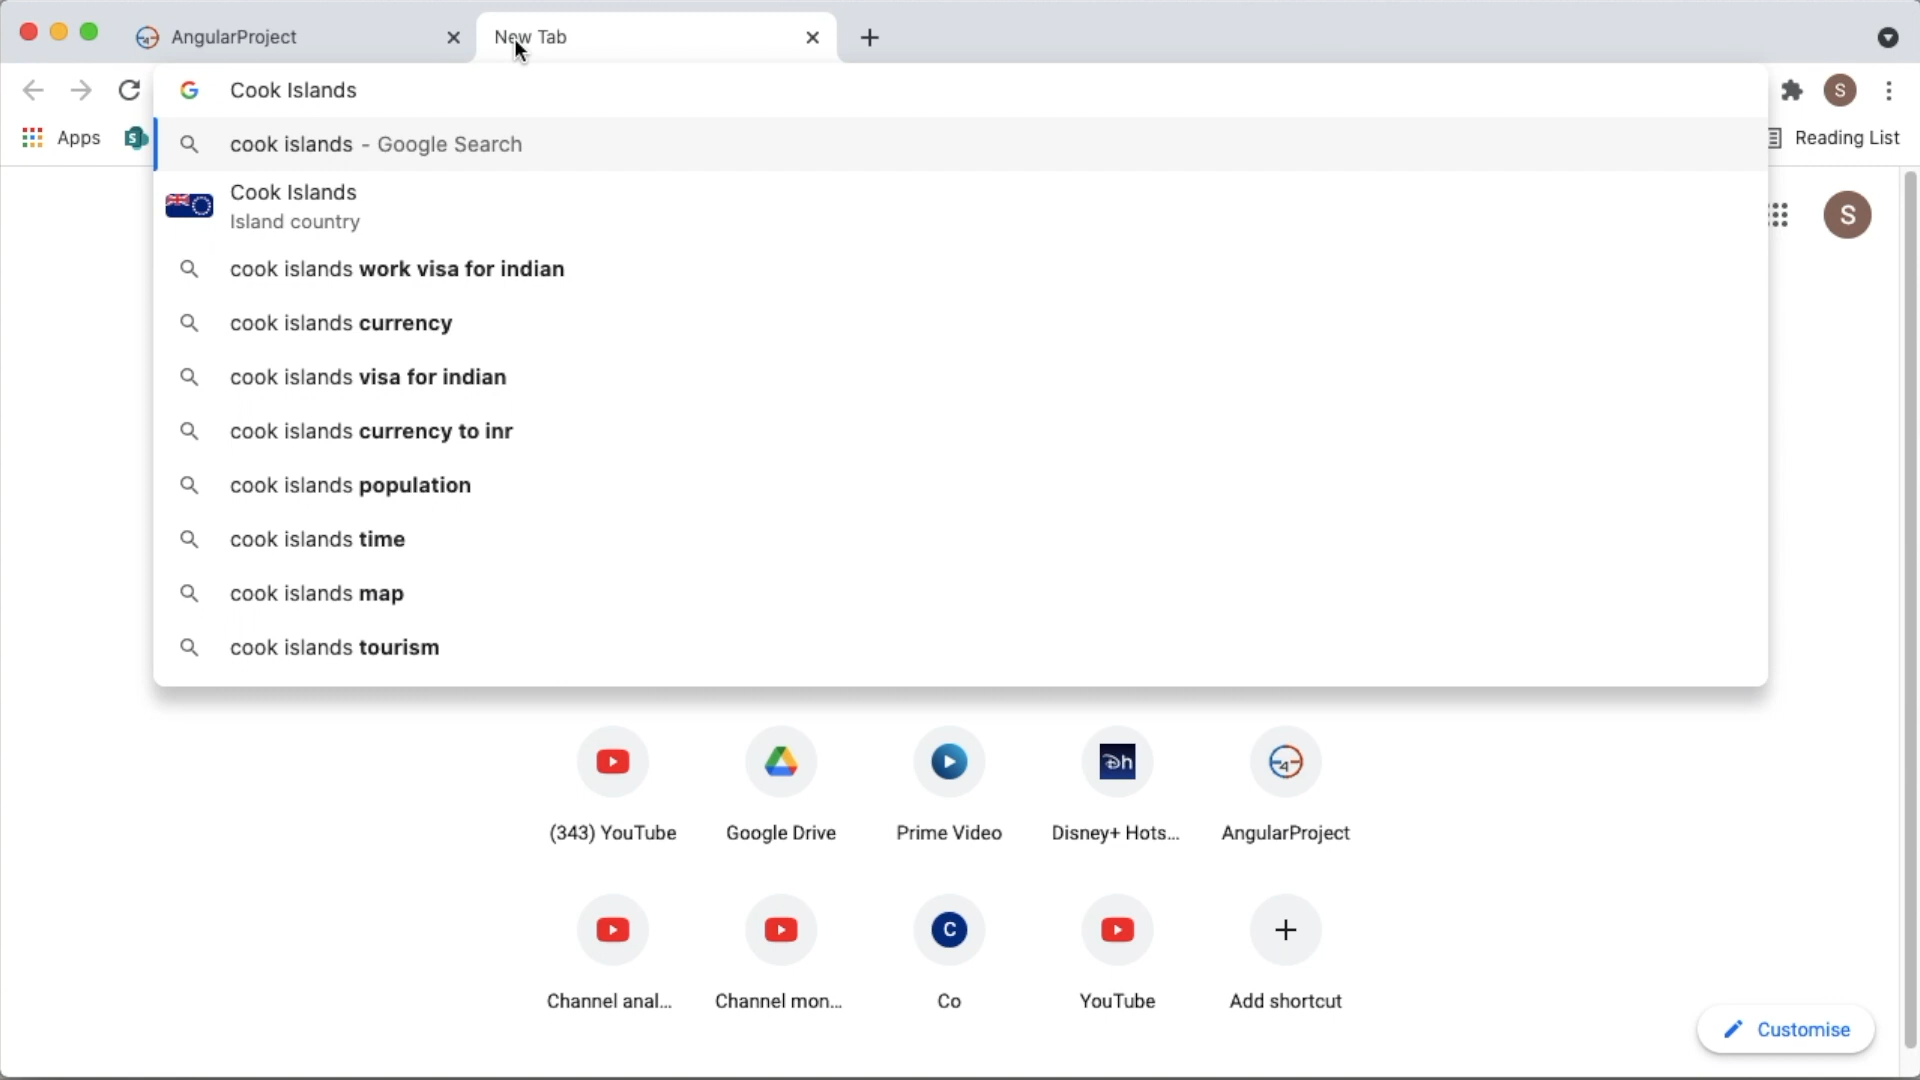 AngularProject
New Tab
Cook Islands
S
Apps
S
cook islands - Google Search
Reading List
Cook Islands
Island country
S
cook islands work visa for indian
cook islands currency
cook islands visa for indian
cook islands currency to inr
cook islands population
cook islands time
cook islands map
cook islands tourism
(343) YouTube
Google Drive
Prime Video
Disney+ Hots...
AngularProject
C
Channel anal...
Channel mon...
Co
YouTube
Add shortcut
Customise